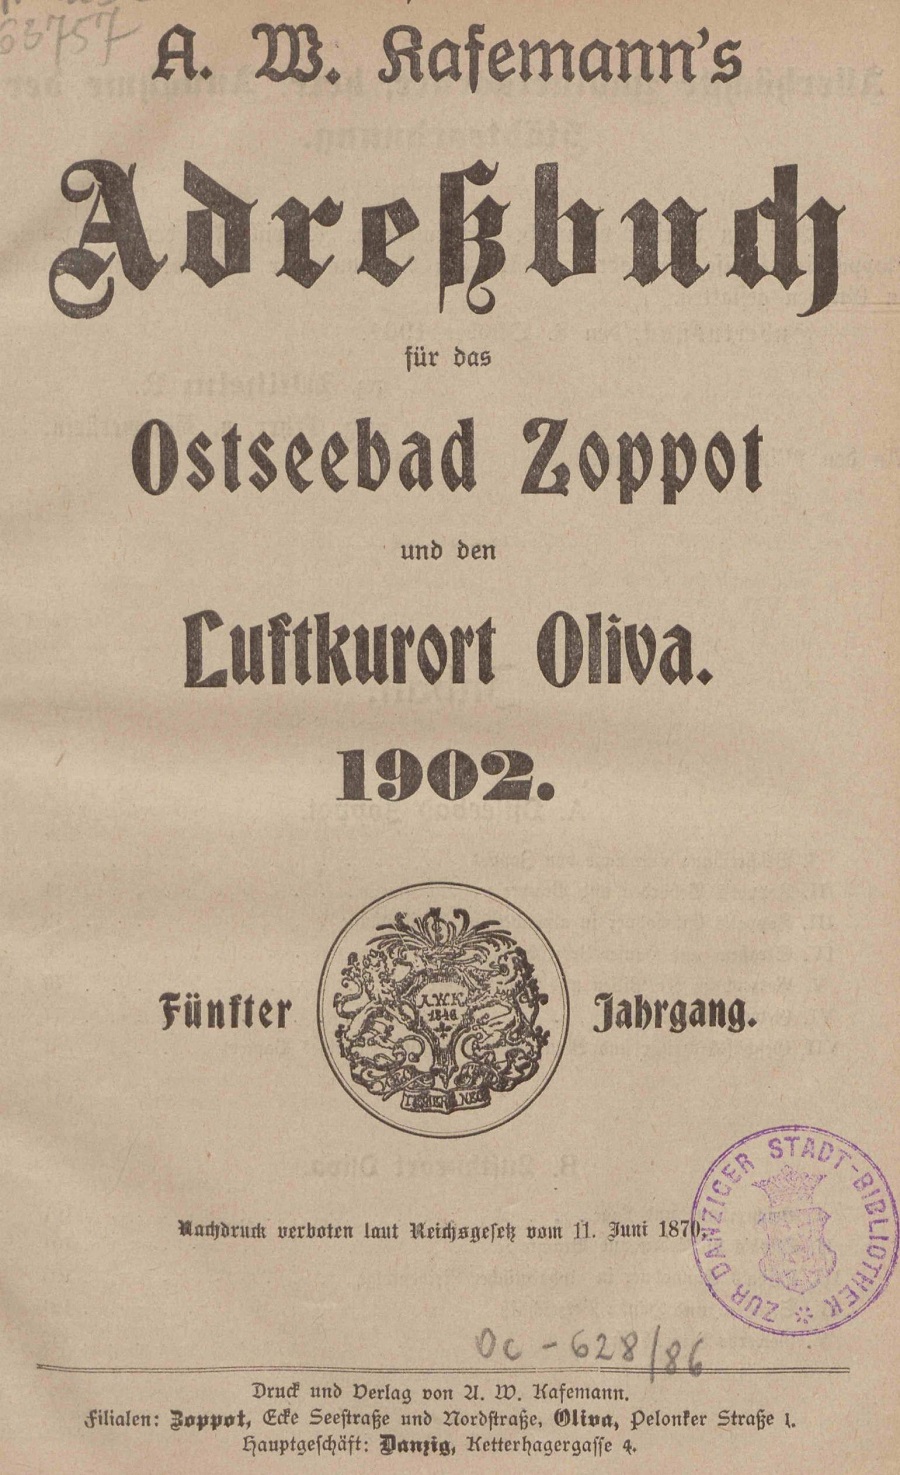 63757
A. W. Kafemann's
Adreßbuch
für das
Ostseebad Zoppot
und den
Luftkurort Oliva.
1902.
Fünfter Jahrgang.
A.W.K.
1846
ZUR DANZIGER STADT-BIBLIOTHEK
Nachdruck verboten laut Reichsgesetz vom 11. Juni 1870.
Oc - 628/86
Druck und Verlag von A. W. Kafemann.
Filialen: Zoppot, Ecke Seestraße und Nordstraße, Oliva, Pelonker Straße 1.
Hauptgeschäft: Danzig, Ketterhagergasse 4.